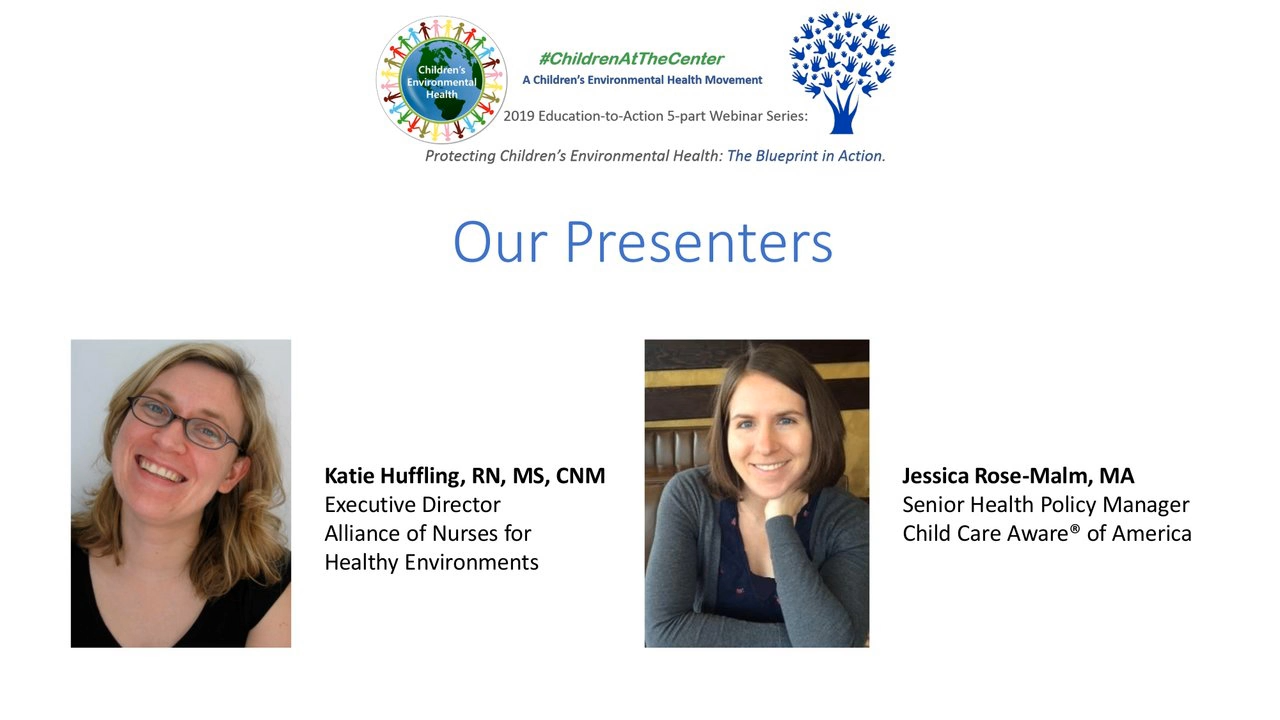 Children's
Environmental
Health
#ChildrenAtTheCenter
A Children's Environmental Health Movement
2019 Education-to-Action 5-part Webinar Series:
Protecting Children's Environmental Health: The Blueprint in Action.
Our Presenters
Katie Huffling, RN, MS, CNM
Executive Director
Alliance of Nurses for
Healthy Environments
Jessica Rose-Malm, MA
Senior Health Policy Manager
Child Care Aware® of America